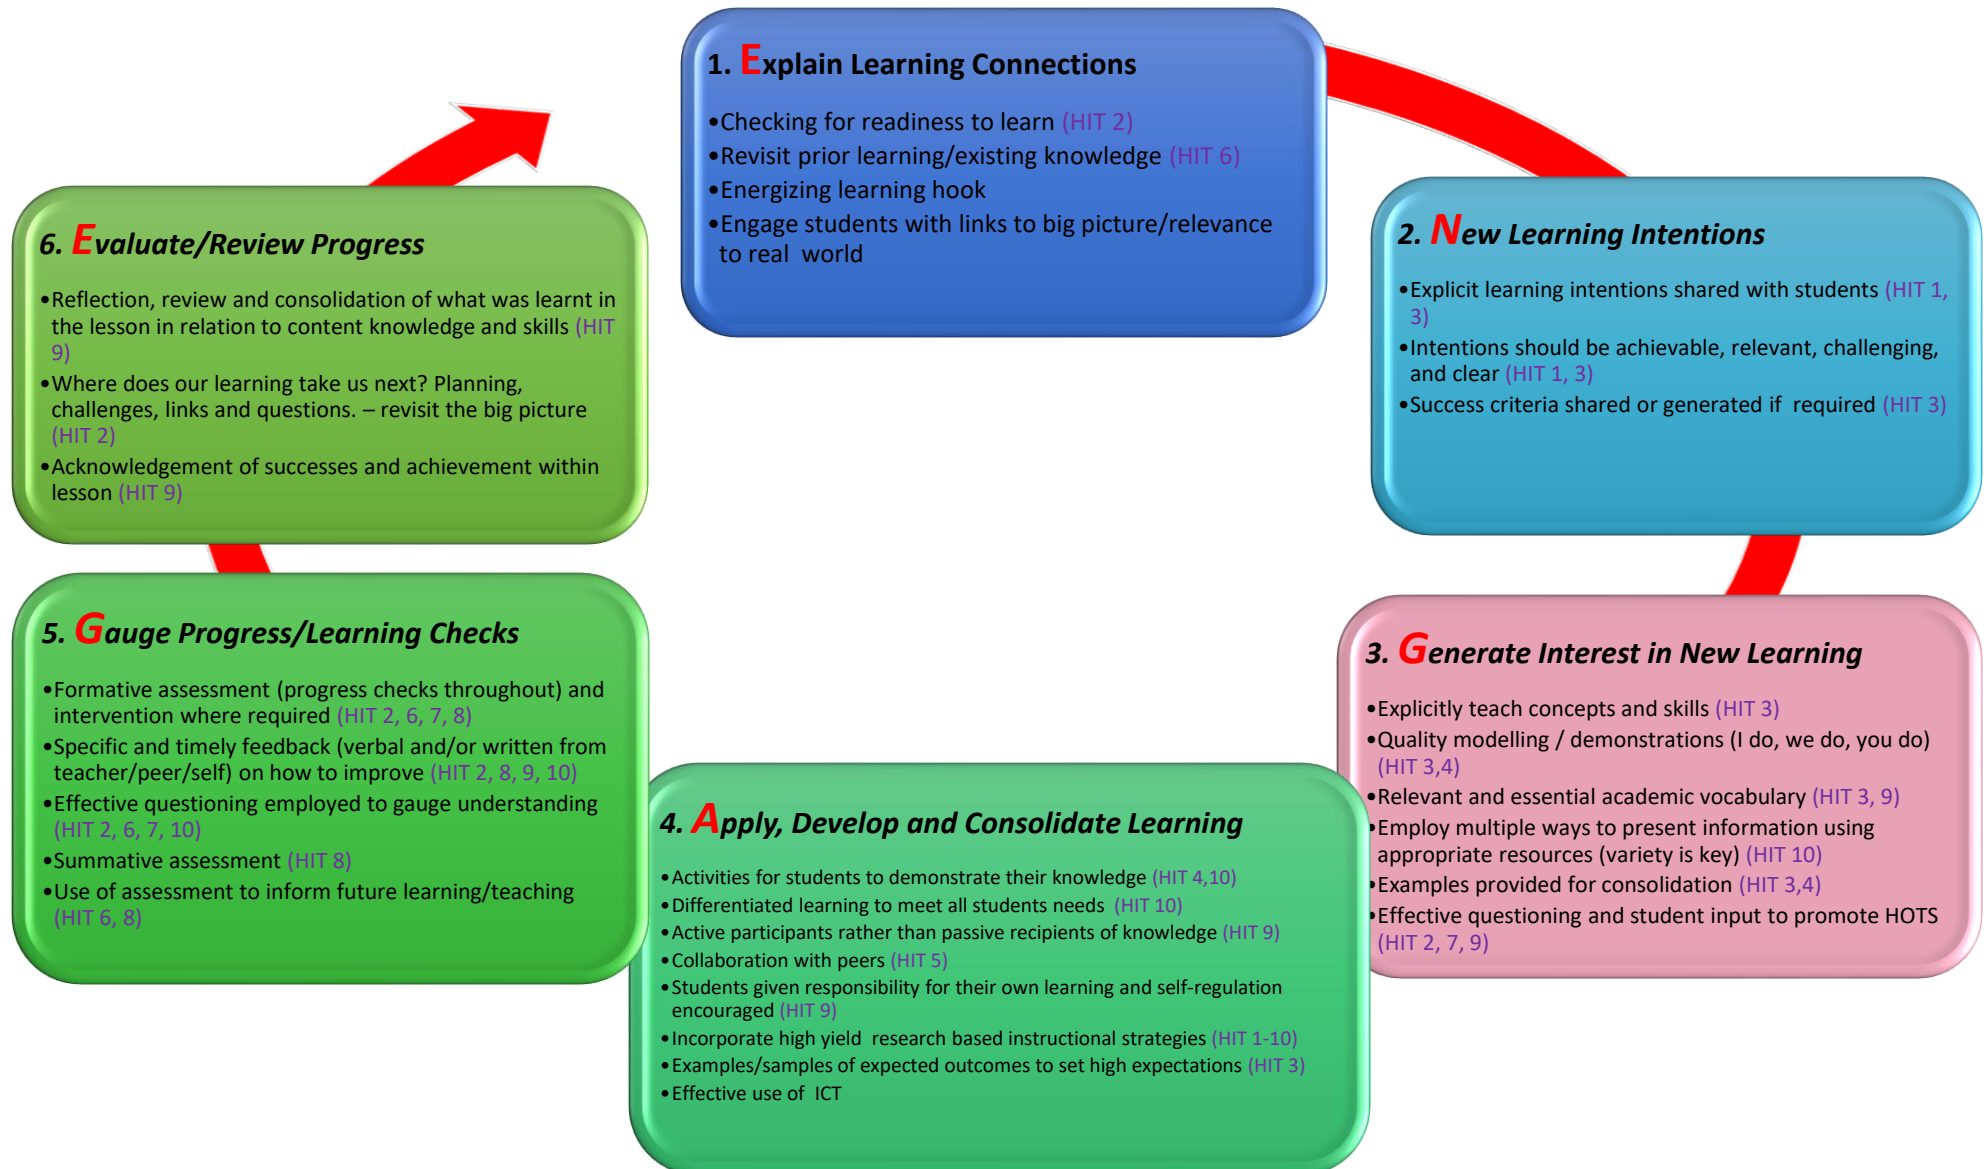 1. Explain Learning Connections
•Checking for readiness to learn (HIT 2)
•Revisit prior learning/existing knowledge (HIT 6)
•Energizing learning hook
•Engage students with links to big picture/relevance
to real world
2. New Learning Intentions
•Explicit learning intentions shared with students (HIT 1,
3)
•Intentions should be achievable, relevant, challenging,
and clear (HIT 1, 3)
•Success criteria shared or generated if required (HIT 3)
3. Generate Interest in New Learning
•Explicitly teach concepts and skills (HIT 3)
•Quality modelling / demonstrations (I do, we do, you do)
(HIT 3,4)
•Relevant and essential academic vocabulary (HIT 3, 9)
•Employ multiple ways to present information using
appropriate resources (variety is key) (HIT 10)
•Examples provided for consolidation (HIT 3,4)
•Effective questioning and student input to promote HOTS
(HIT 2, 7, 9)
4. Apply, Develop and Consolidate Learning
•Activities for students to demonstrate their knowledge (HIT 4,10)
•Differentiated learning to meet all students needs (HIT 10)
•Active participants rather than passive recipients of knowledge (HIT 9)
•Collaboration with peers (HIT 5)
•Students given responsibility for their own learning and self-regulation
encouraged (HIT 9)
•Incorporate high yield research based instructional strategies (HIT 1-10)
•Examples/samples of expected outcomes to set high expectations (HIT 3)
•Effective use of ICT
5. Gauge Progress/Learning Checks
•Formative assessment (progress checks throughout) and
intervention where required (HIT 2, 6, 7, 8)
•Specific and timely feedback (verbal and/or written from
teacher/peer/self) on how to improve (HIT 2, 8, 9, 10)
•Effective questioning employed to gauge understanding
(HIT 2, 6, 7, 10)
•Summative assessment (HIT 8)
•Use of assessment to inform future learning/teaching
(HIT 6, 8)
6. Evaluate/Review Progress
•Reflection, review and consolidation of what was learnt in
the lesson in relation to content knowledge and skills (HIT
9)
•Where does our learning take us next? Planning,
challenges, links and questions. – revisit the big picture
(HIT 2)
•Acknowledgement of successes and achievement within
lesson (HIT 9)